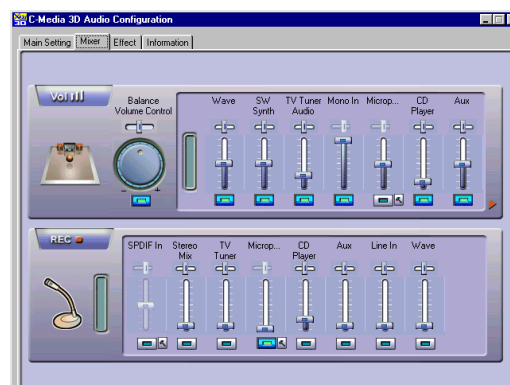 C-Media 3D Audio Configuration
Main Setting Mixer Effect Information
Vol
Balance
Volume Control
Wave
SW
Synth
TV Tuner
Audio
Mono In
Microp...
CD
Player
Aux
- +
REC
SPDIF In
Stereo
Mix
TV
Tuner
Microp...
CD
Player
Aux
Line In
Wave